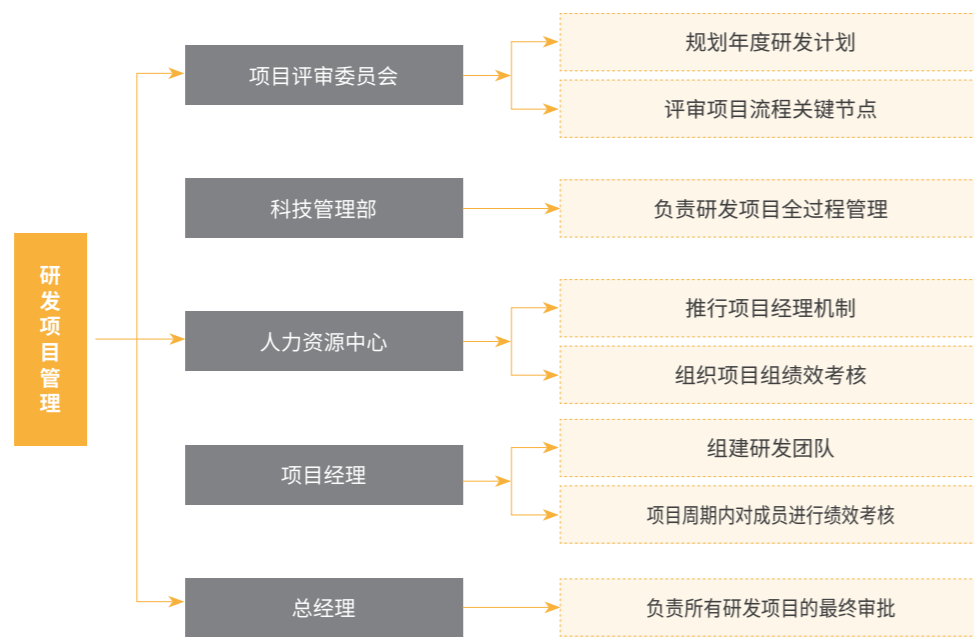 研发项目管理
项目评审委员会
规划年度研发计划
评审项目流程关键节点
科技管理部
负责研发项目全过程管理
人力资源中心
推行项目经理机制
组织项目组绩效考核
项目经理
组建研发团队
项目周期内对成员进行绩效考核
总经理
负责所有研发项目的最终审批